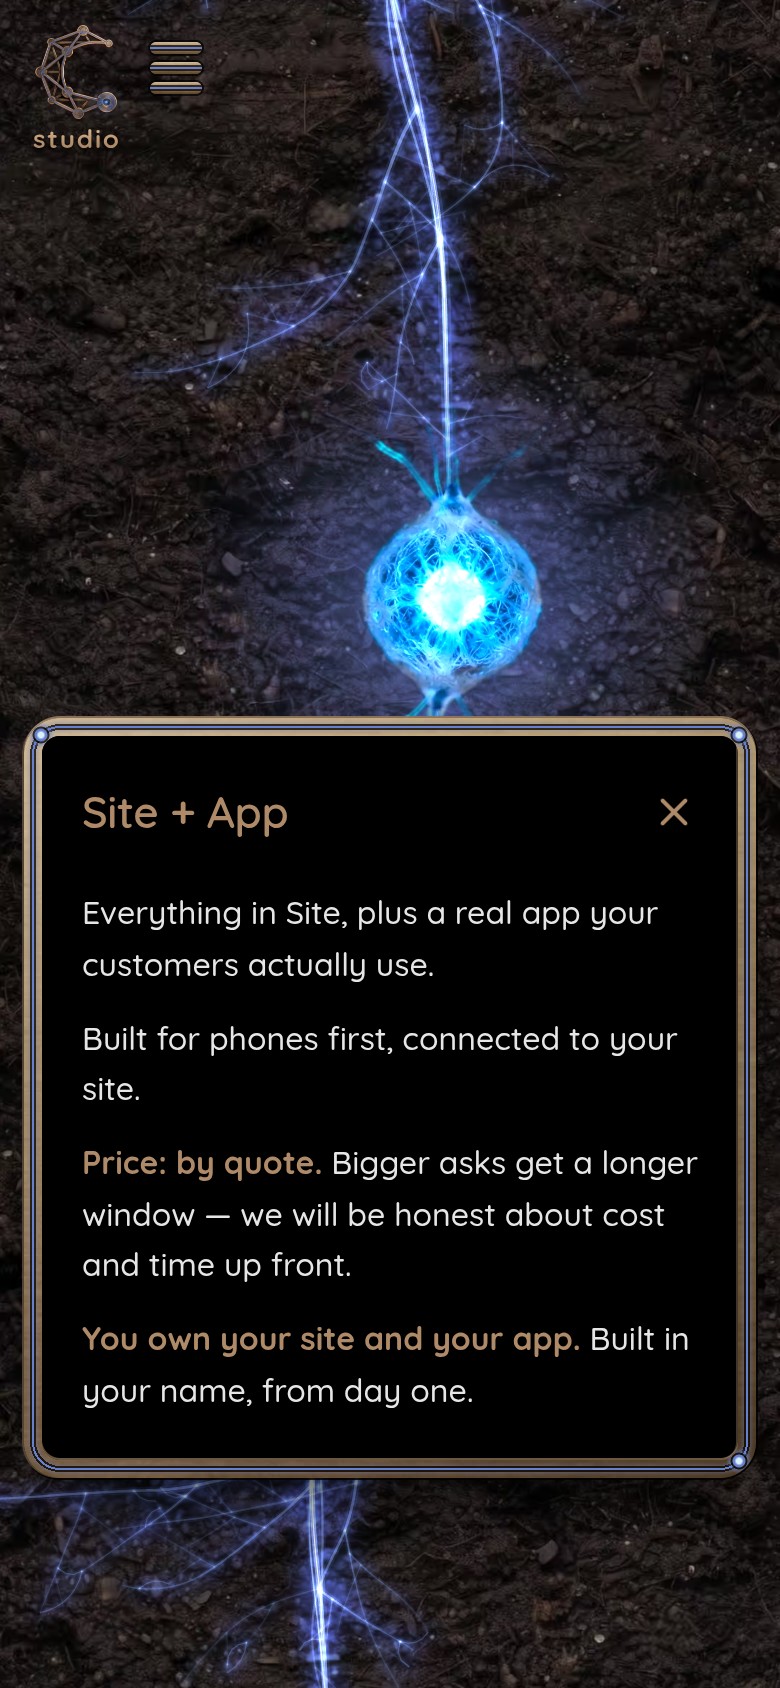 studio
Site + App
Everything in Site, plus a real app your
customers actually use.
Built for phones first, connected to your
site.
Price: by quote. Bigger asks get a longer
window — we will be honest about cost
and time up front.
You own your site and your app. Built in
your name, from day one.